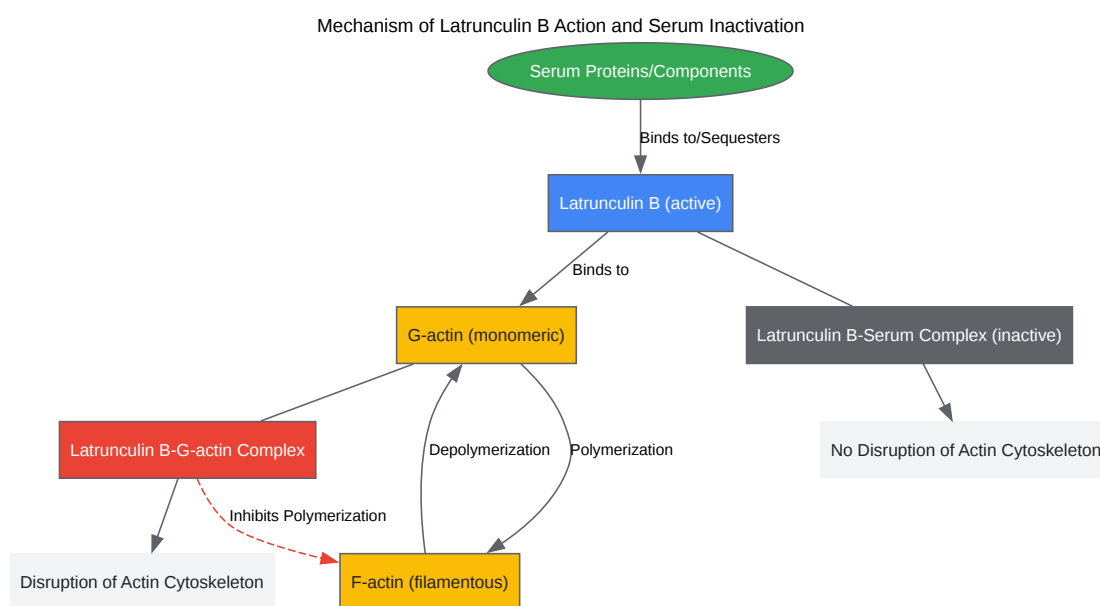 Mechanism of Latrunculin B Action and Serum Inactivation
Serum Proteins/Components
Binds to/Sequesters
Latrunculin B (active)
Binds to
G-actin (monomeric)
Latrunculin B-Serum Complex (inactive)
Latrunculin B-G-actin Complex
Depolymerization
Polymerization
No Disruption of Actin Cytoskeleton
Inhibits Polymerization
Disruption of Actin Cytoskeleton
F-actin (filamentous)